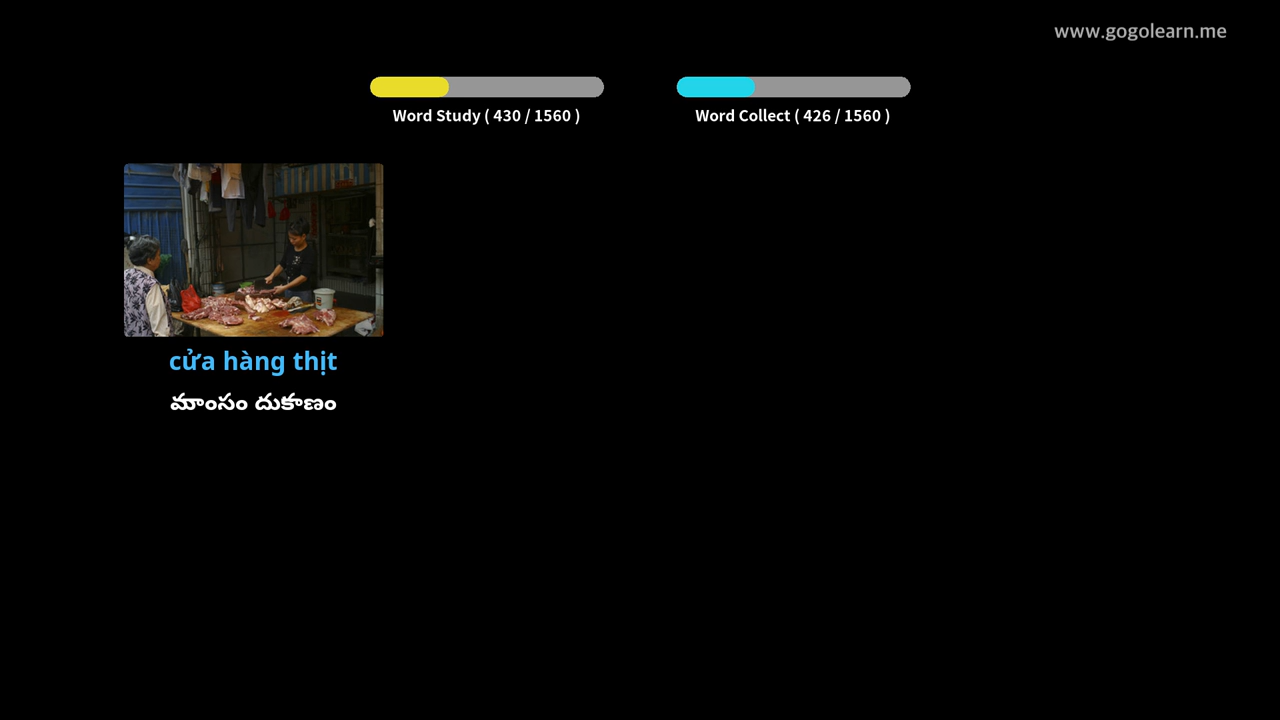 www.gogolearn.me
Word Study ( 430 / 1560 )
Word Collect ( 426 / 1560 )
cửa hàng thịt
మాంసం దుకాణం